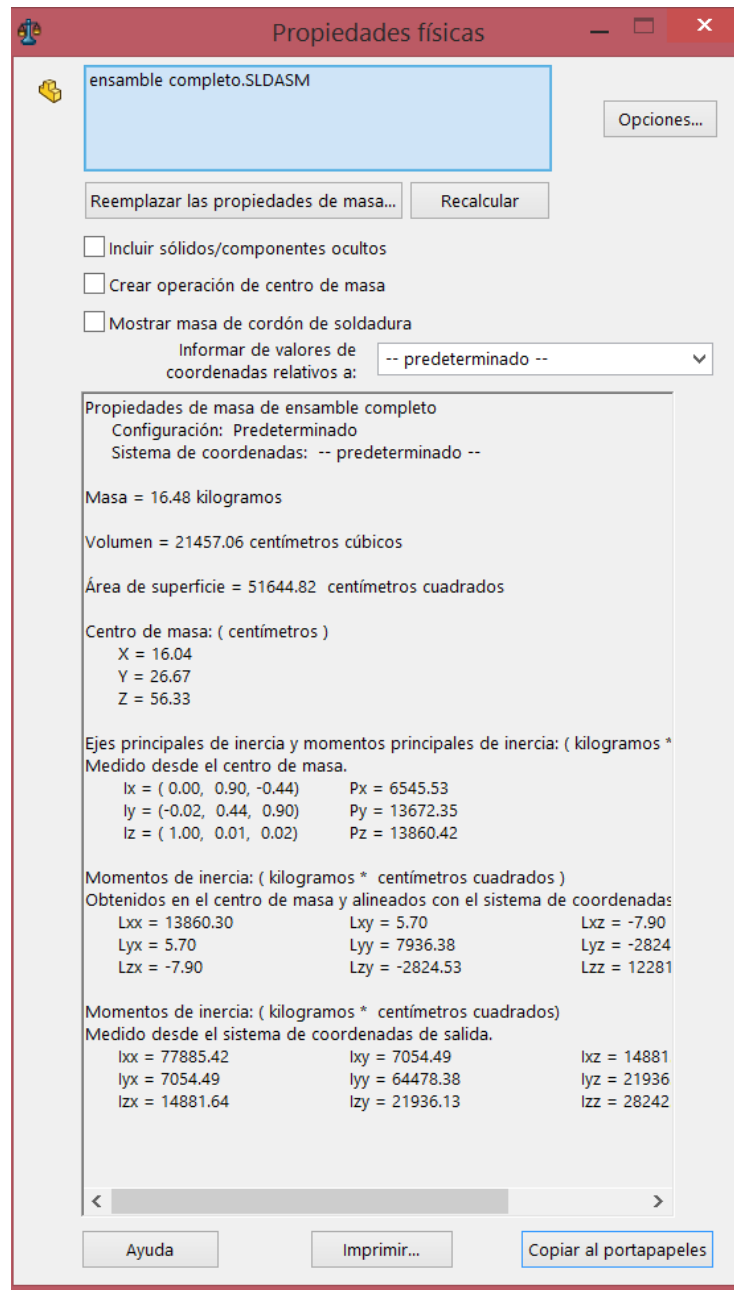 Propiedades físicas
ensamble completo.SLDASM
Opciones...
Reemplazar las propiedades de masa...
Recalcular
Incluir sólidos/componentes ocultos
Crear operación de centro de masa
Mostrar masa de cordón de soldadura
Informar de valores de
coordenadas relativos a:
-- predeterminado --
Propiedades de masa de ensamble completo
Configuración: Predeterminado
Sistema de coordenadas: -- predeterminado --
Masa = 16.48 kilogramos
Volumen = 21457.06 centímetros cúbicos
Área de superficie = 51644.82 centímetros cuadrados
Centro de masa: ( centímetros )
X = 16.04
Y = 26.67
Z = 56.33
Ejes principales de inercia y momentos principales de inercia: ( kilogramos *
Medido desde el centro de masa.
Ix = ( 0.00, 0.90, -0.44) Px = 6545.53
Iy = (-0.02, 0.44, 0.90) Py = 13672.35
Iz = ( 1.00, 0.01, 0.02) Pz = 13860.42
Momentos de inercia: ( kilogramos * centímetros cuadrados )
Obtenidos en el centro de masa y alineados con el sistema de coordenadas
Lxx = 13860.30 Lxy = 5.70 Lxz = -7.90
Lyx = 5.70 Lyy = 7936.38 Lyz = -2824
Lzx = -7.90 Lzy = -2824.53 Lzz = 12281
Momentos de inercia: ( kilogramos * centímetros cuadrados)
Medido desde el sistema de coordenadas de salida.
Ixx = 77885.42 Ixy = 7054.49 Ixz = 14881
Iyx = 7054.49 Iyy = 64478.38 Iyz = 21936
Izx = 14881.64 Izy = 21936.13 Izz = 28242
Ayuda
Imprimir...
Copiar al portapapeles